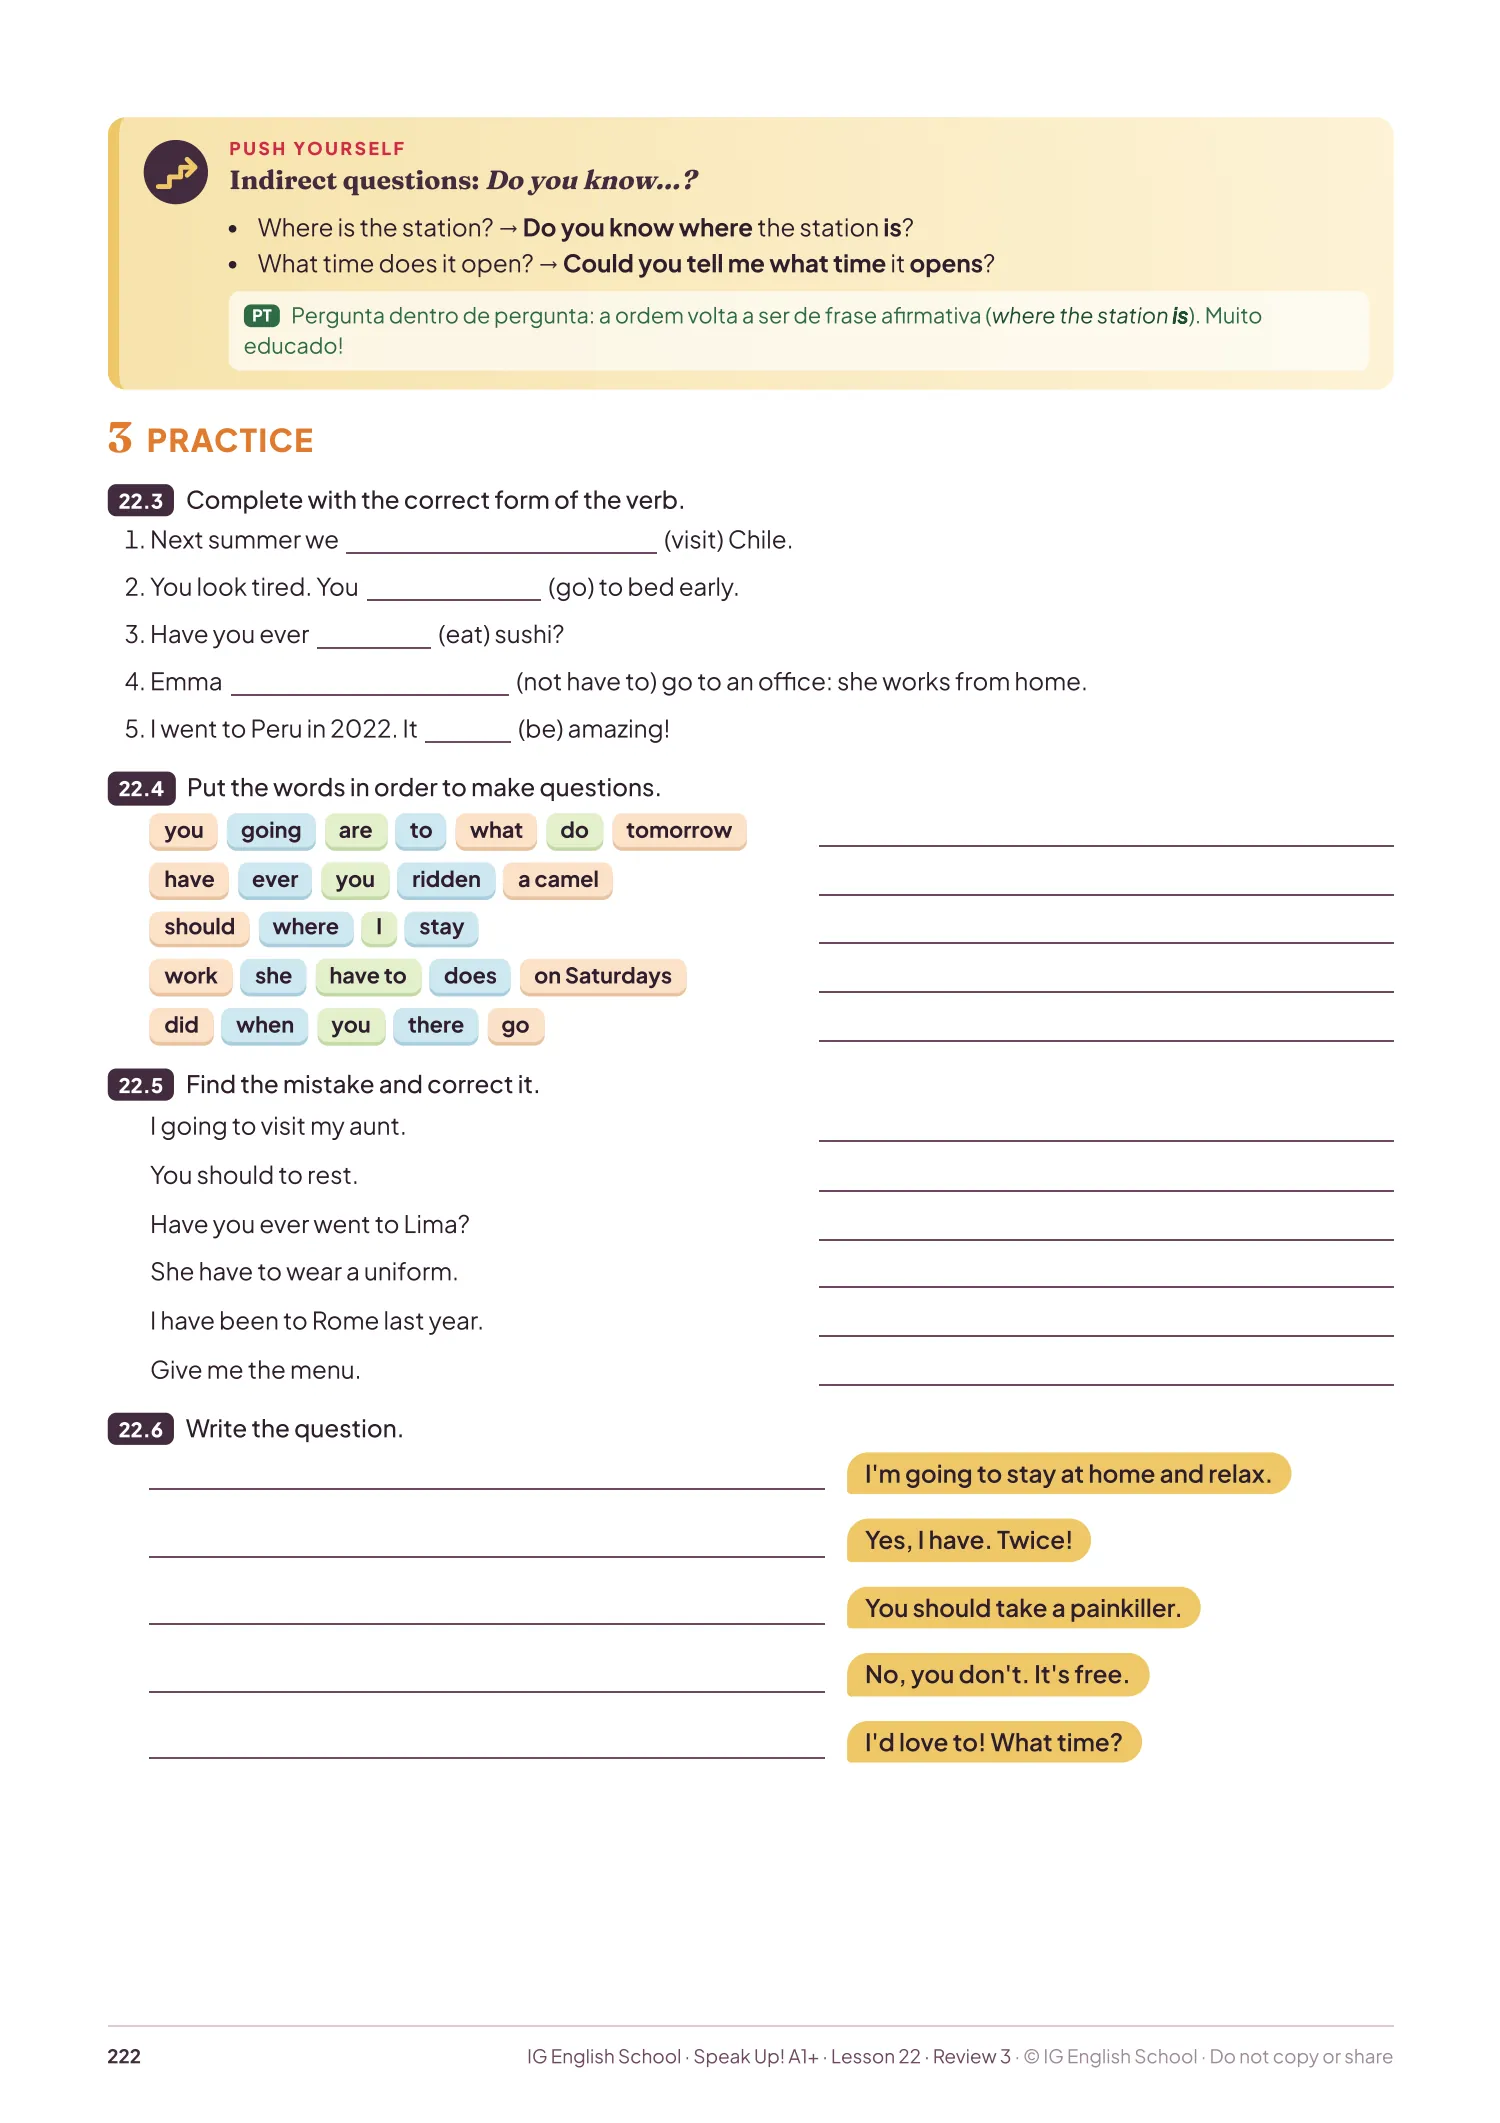 PUSH YOURSELF
Indirect questions: Do you know...?
• Where is the station? → Do you know where the station is?
• What time does it open? → Could you tell me what time it opens?
PT Pergunta dentro de pergunta: a ordem volta a ser de frase afirmativa (where the station is). Muito
educado!
3 PRACTICE
22.3 Complete with the correct form of the verb.
1. Next summer we ____ (visit) Chile.
2. You look tired. You ____ (go) to bed early.
3. Have you ever ____ (eat) sushi?
4. Emma ____ (not have to) go to an office: she works from home.
5. I went to Peru in 2022. It ____ (be) amazing!
22.4 Put the words in order to make questions.
you going are to what do tomorrow
have ever you ridden a camel
should where I stay
work she have to does on Saturdays
did when you there go
22.5 Find the mistake and correct it.
I going to visit my aunt.
You should to rest.
Have you ever went to Lima?
She have to wear a uniform.
I have been to Rome last year.
Give me the menu.
22.6 Write the question.
I'm going to stay at home and relax.
Yes, I have. Twice!
You should take a painkiller.
No, you don't. It's free.
I'd love to! What time?
222 IG English School · Speak Up! A1+ · Lesson 22 · Review 3 · © IG English School · Do not copy or share